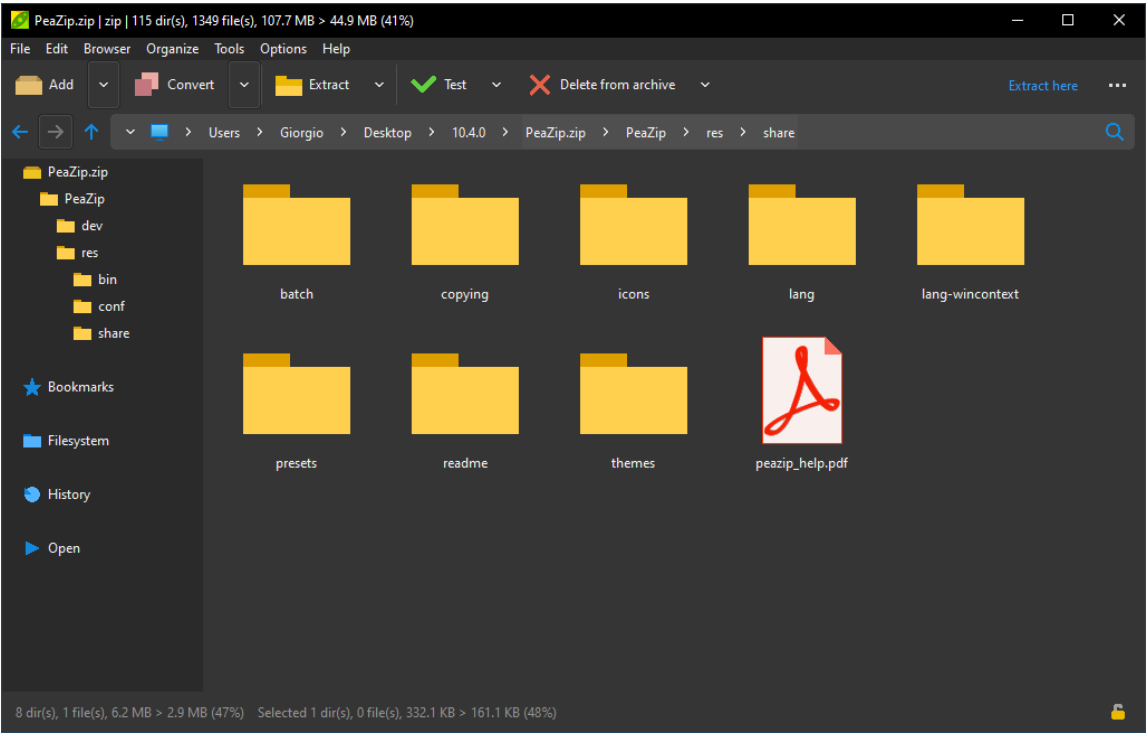 PeaZip.zip | zip | 115 dir(s), 1349 file(s), 107.7 MB > 44.9 MB (41%)
File Edit Browser Organize Tools Options Help
Add Convert Extract Test Delete from archive Extract here
Users > Giorgio > Desktop > 10.4.0 > PeaZip.zip > PeaZip > res > share
PeaZip.zip
PeaZip
dev
res
bin
conf
share
Bookmarks
Filesystem
History
Open
batch copying icons lang lang-wincontext
presets readme themes peazip_help.pdf
8 dir(s), 1 file(s), 6.2 MB > 2.9 MB (47%) Selected 1 dir(s), 0 file(s), 332.1 KB > 161.1 KB (48%)